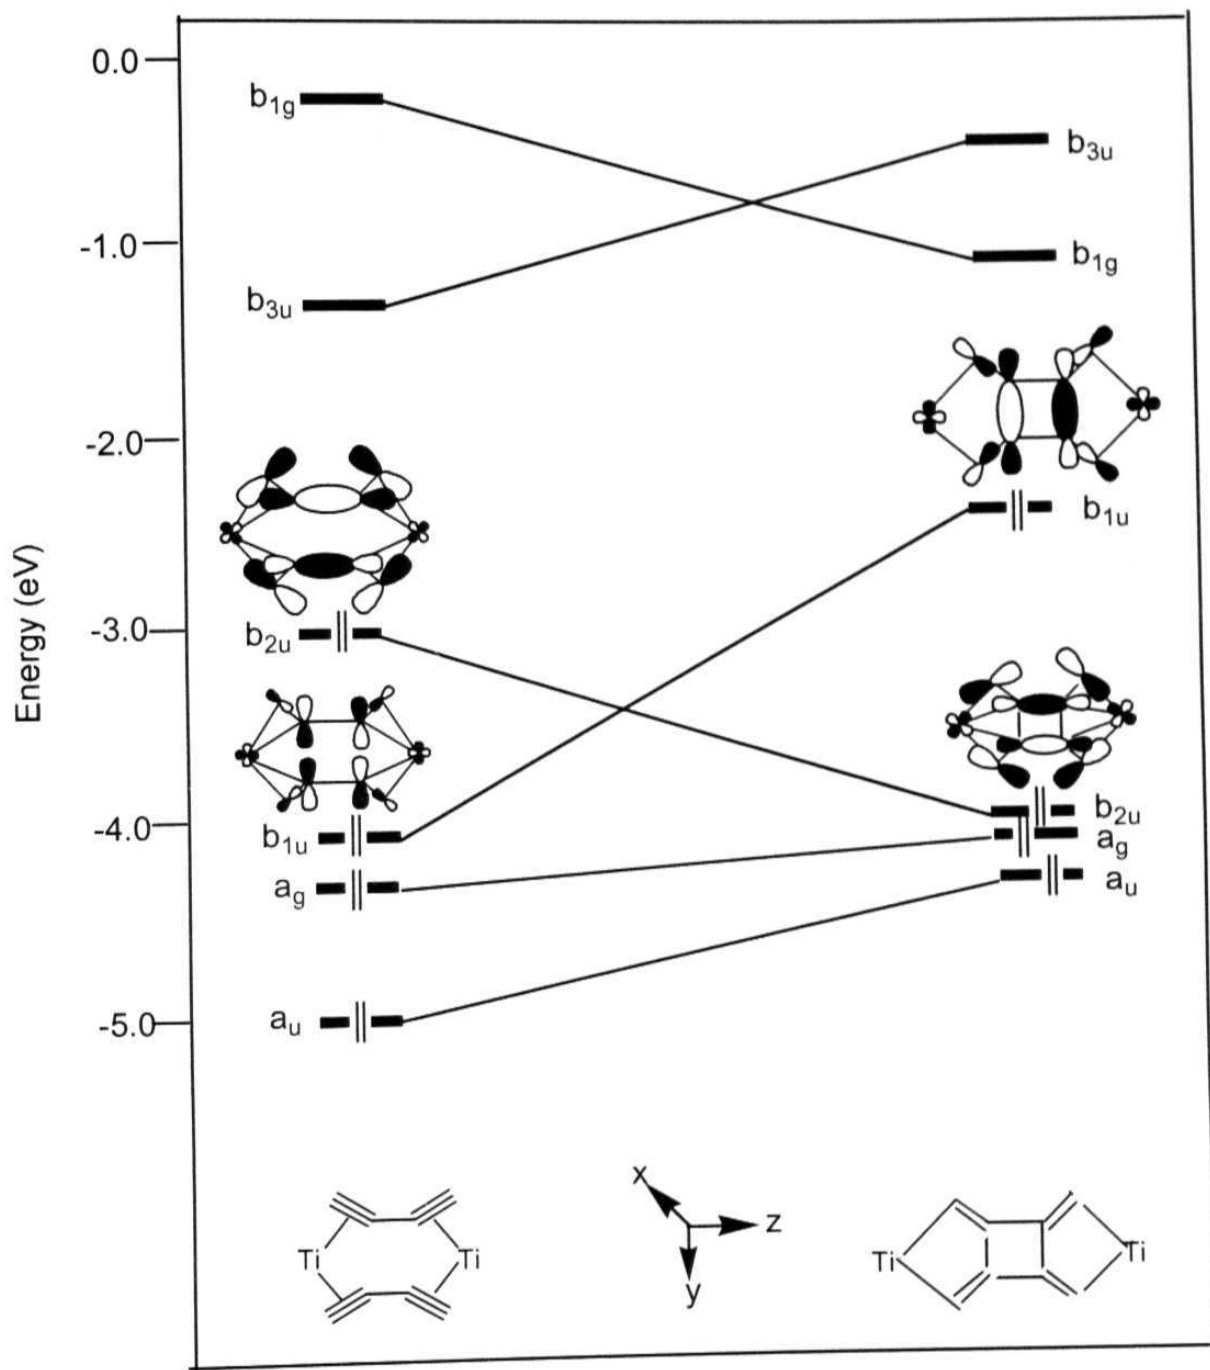 0.0
b1g
b3u
-1.0
b1g
b3u
-2.0
b1u
Energy (eV)
-3.0
b2u
-4.0
b2u
b1u
ag
ag
au
-5.0
au
x
z
Ti
Ti
Ti
Ti
y